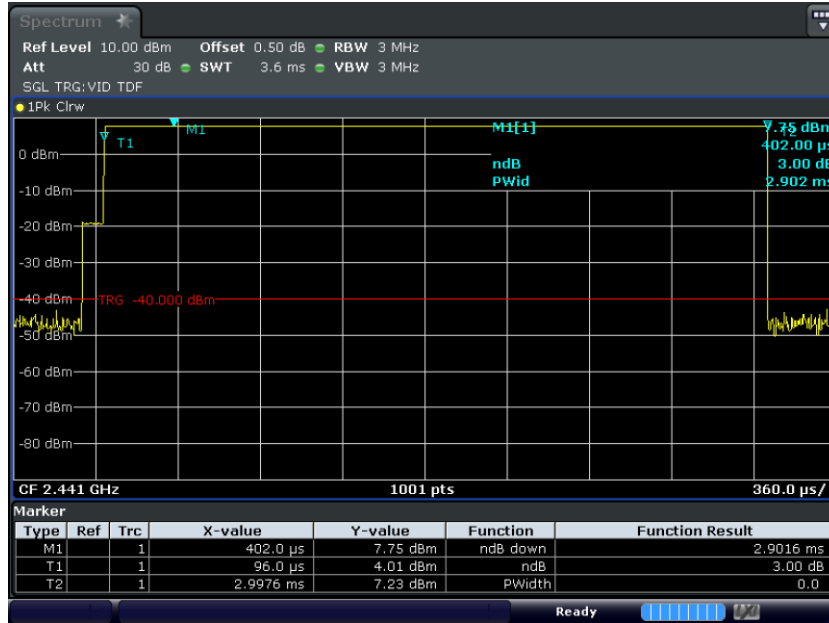 Spectrum
Ref Level 10.00 dBm Offset 0.50 dB RBW 3 MHz
Att 30 dB SWT 3.6 ms VBW 3 MHz
SGL TRG:VID TDF
1Pk Clrw
M1[1] 7.75 dBm
402.00 µs
ndB 3.00 dB
PWid 2.902 ms
T1
M1
T2
0 dBm
-10 dBm
-20 dBm
-30 dBm
-40 dBm
TRG -40.000 dBm
-50 dBm
-60 dBm
-70 dBm
-80 dBm
CF 2.441 GHz 1001 pts 360.0 µs/
Marker
Type Ref Trc X-value Y-value Function Function Result
M1 1 402.0 µs 7.75 dBm ndB down 2.9016 ms
T1 1 96.0 µs 4.01 dBm ndB 3.00 dB
T2 1 2.9976 ms 7.23 dBm PWidth 0.0
Ready